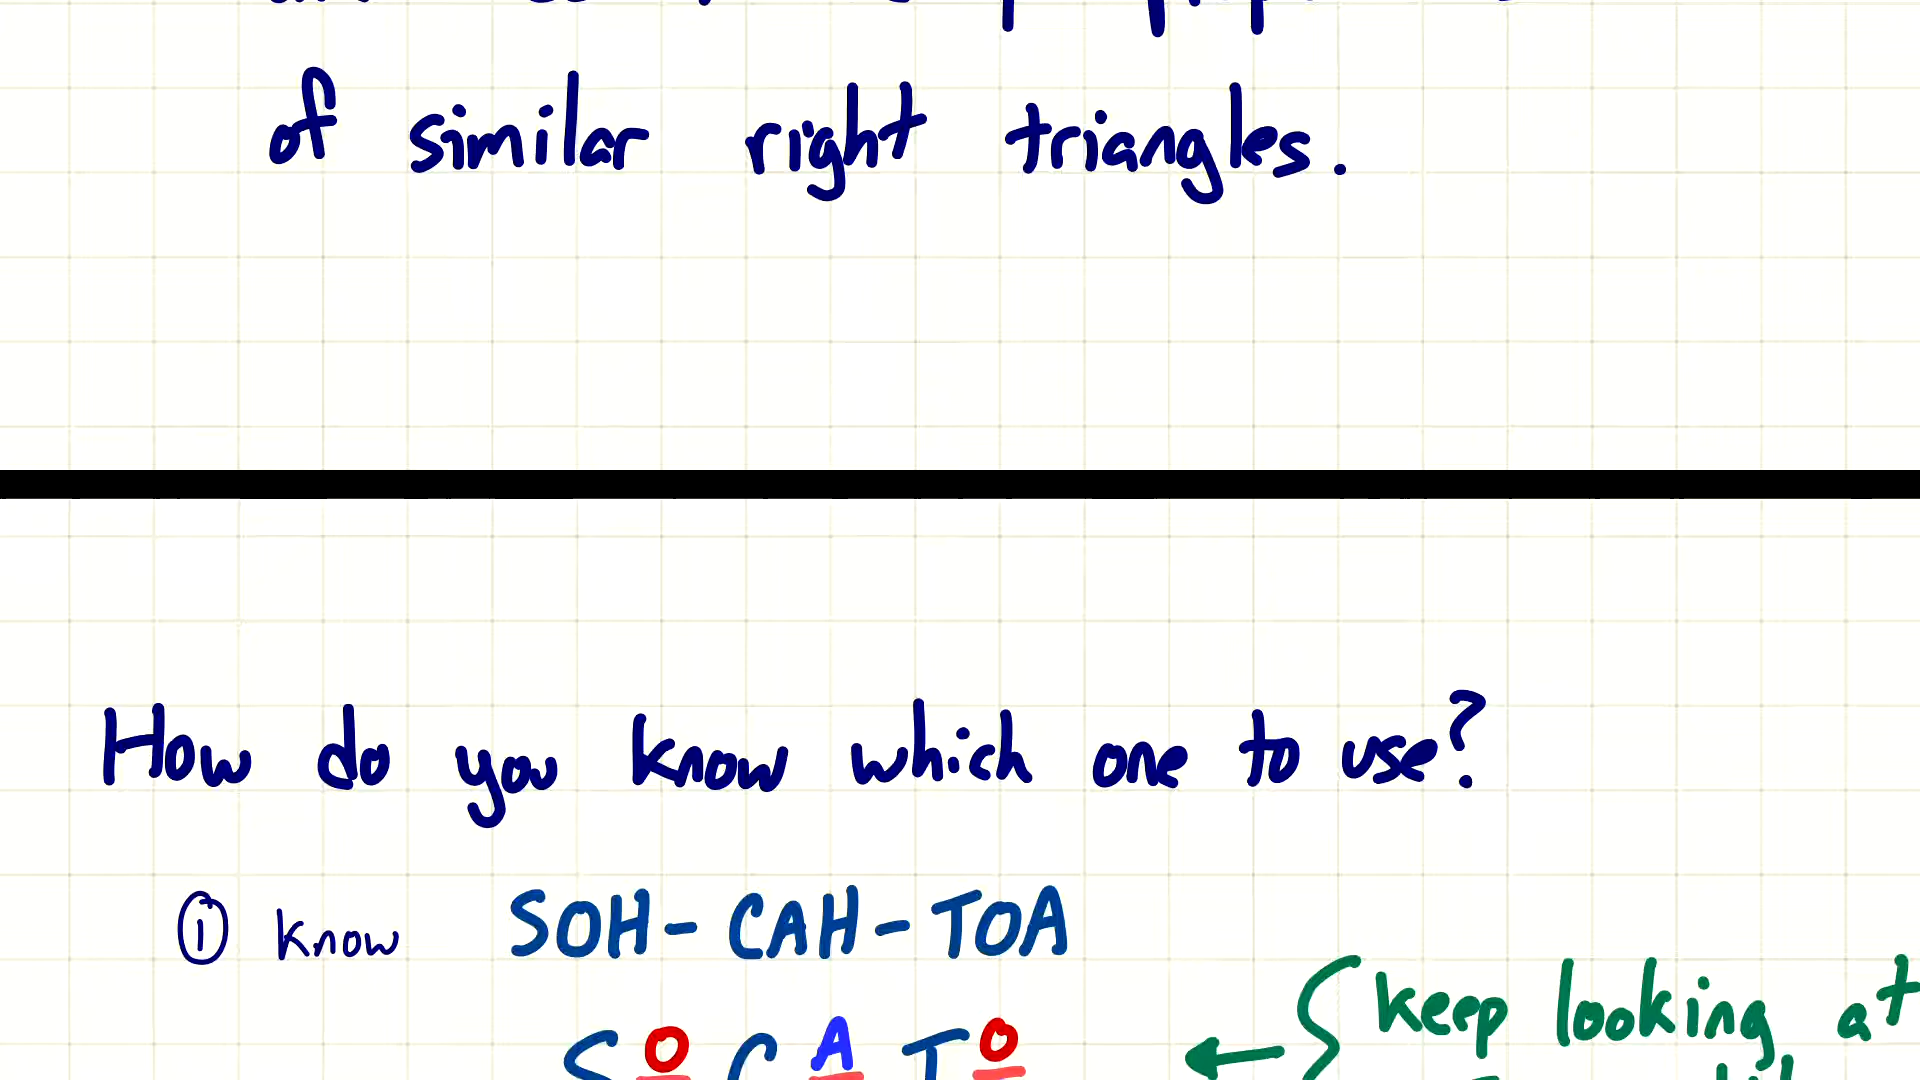 of similar right triangles.
How do you know which one to use?
① know SOH - CAH - TOA
{ keep looking at
S O C A T O ←